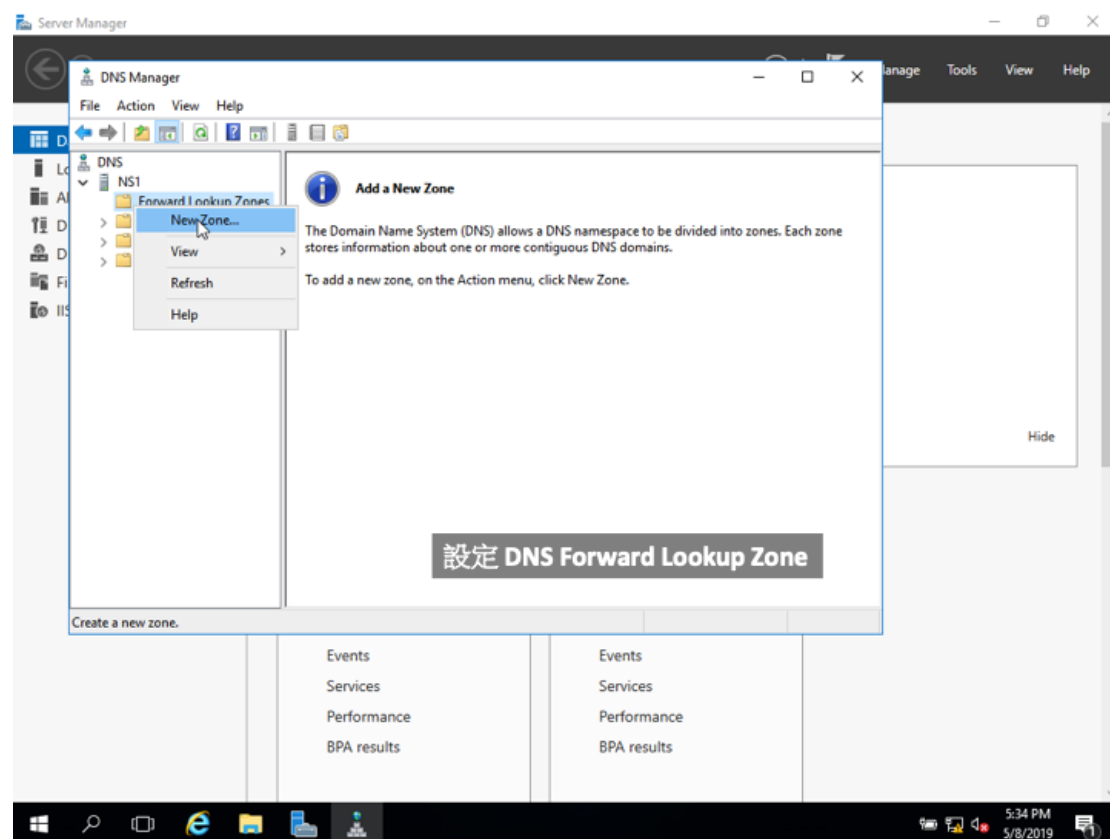 Server Manager
Manage Tools View Help
DNS Manager
File Action View Help
DNS
NS1
Forward Lookup Zones
New Zone...
View
Refresh
Help
Add a New Zone
The Domain Name System (DNS) allows a DNS namespace to be divided into zones. Each zone
stores information about one or more contiguous DNS domains.
To add a new zone, on the Action menu, click New Zone.
Hide
設定 DNS Forward Lookup Zone
Create a new zone.
Events
Services
Performance
BPA results
Events
Services
Performance
BPA results
5:34 PM
5/8/2019